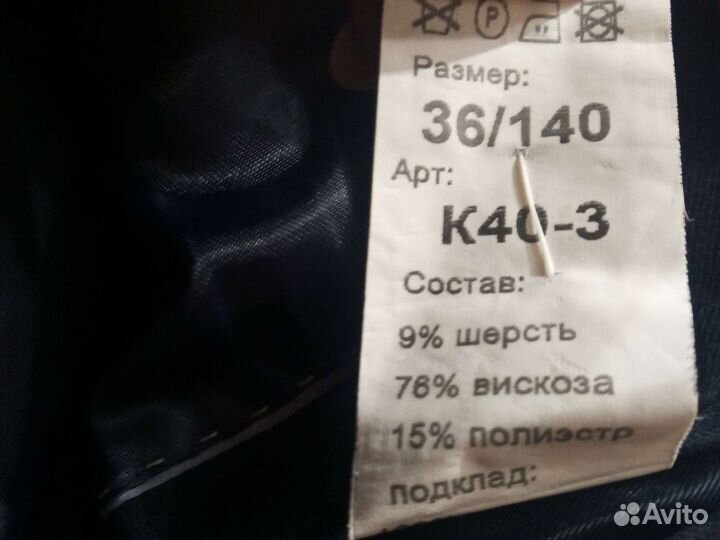 P
Размер:
36/140
Арт:
К40-3
Состав:
9% шерсть
76% вискоза
15% полиэстр
подклад:
Avito